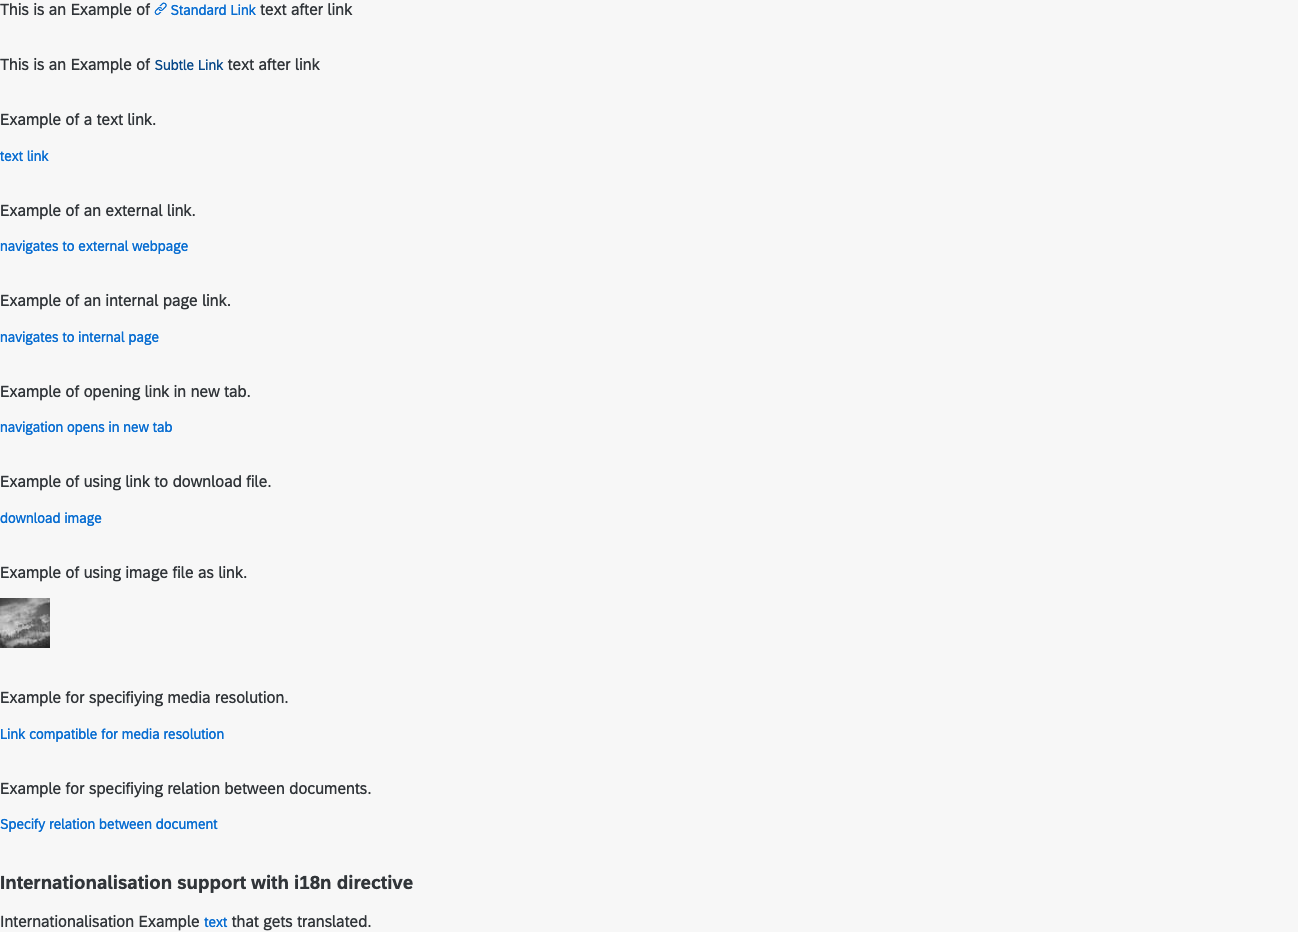 This is an Example of Standard Link text after link
This is an Example of Subtle Link text after link
Example of a text link.
text link
Example of an external link.
navigates to external webpage
Example of an internal page link.
navigates to internal page
Example of opening link in new tab.
navigation opens in new tab
Example of using link to download file.
download image
Example of using image file as link.
Example for specifiying media resolution.
Link compatible for media resolution
Example for specifiying relation between documents.
Specify relation between document
Internationalisation support with i18n directive
Internationalisation Example text that gets translated.